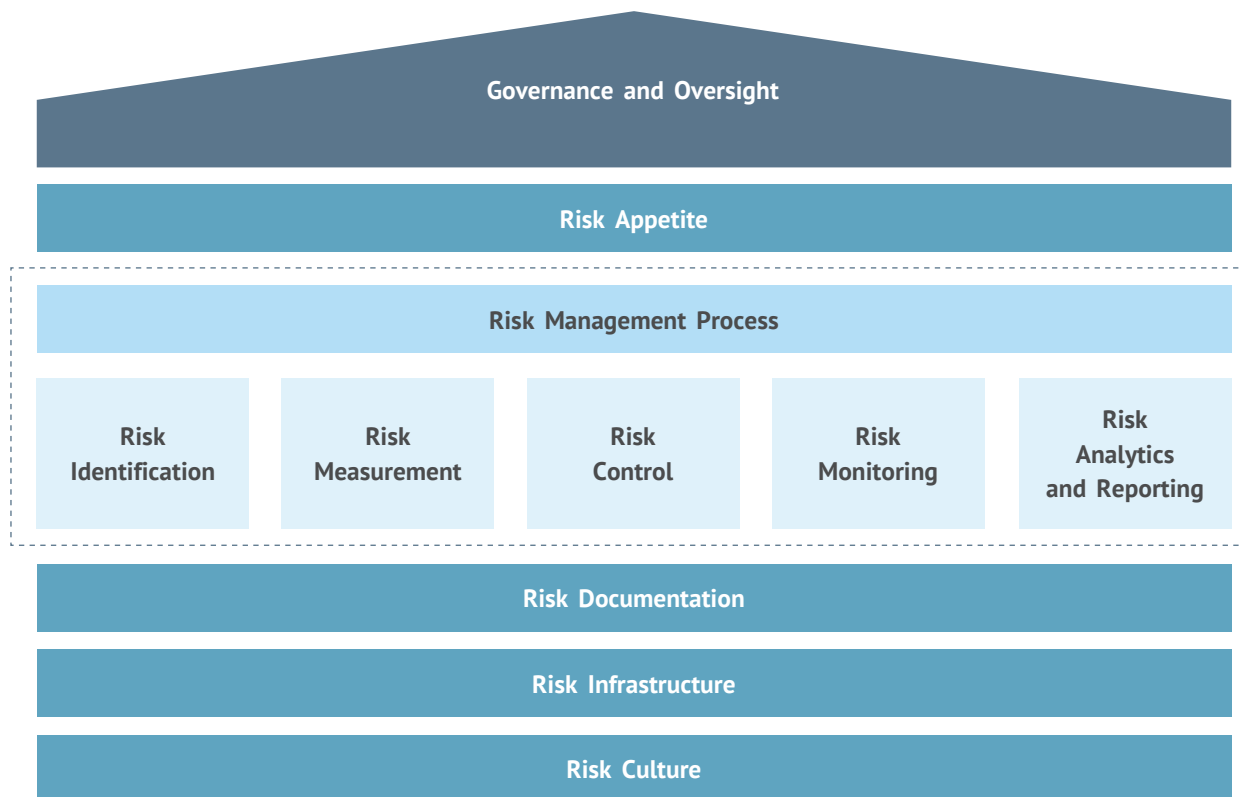 Governance and Oversight
Risk Appetite
Risk Management Process
Risk
Identification
Risk
Measurement
Risk
Control
Risk
Monitoring
Risk
Analytics
and Reporting
Risk Documentation
Risk Infrastructure
Risk Culture